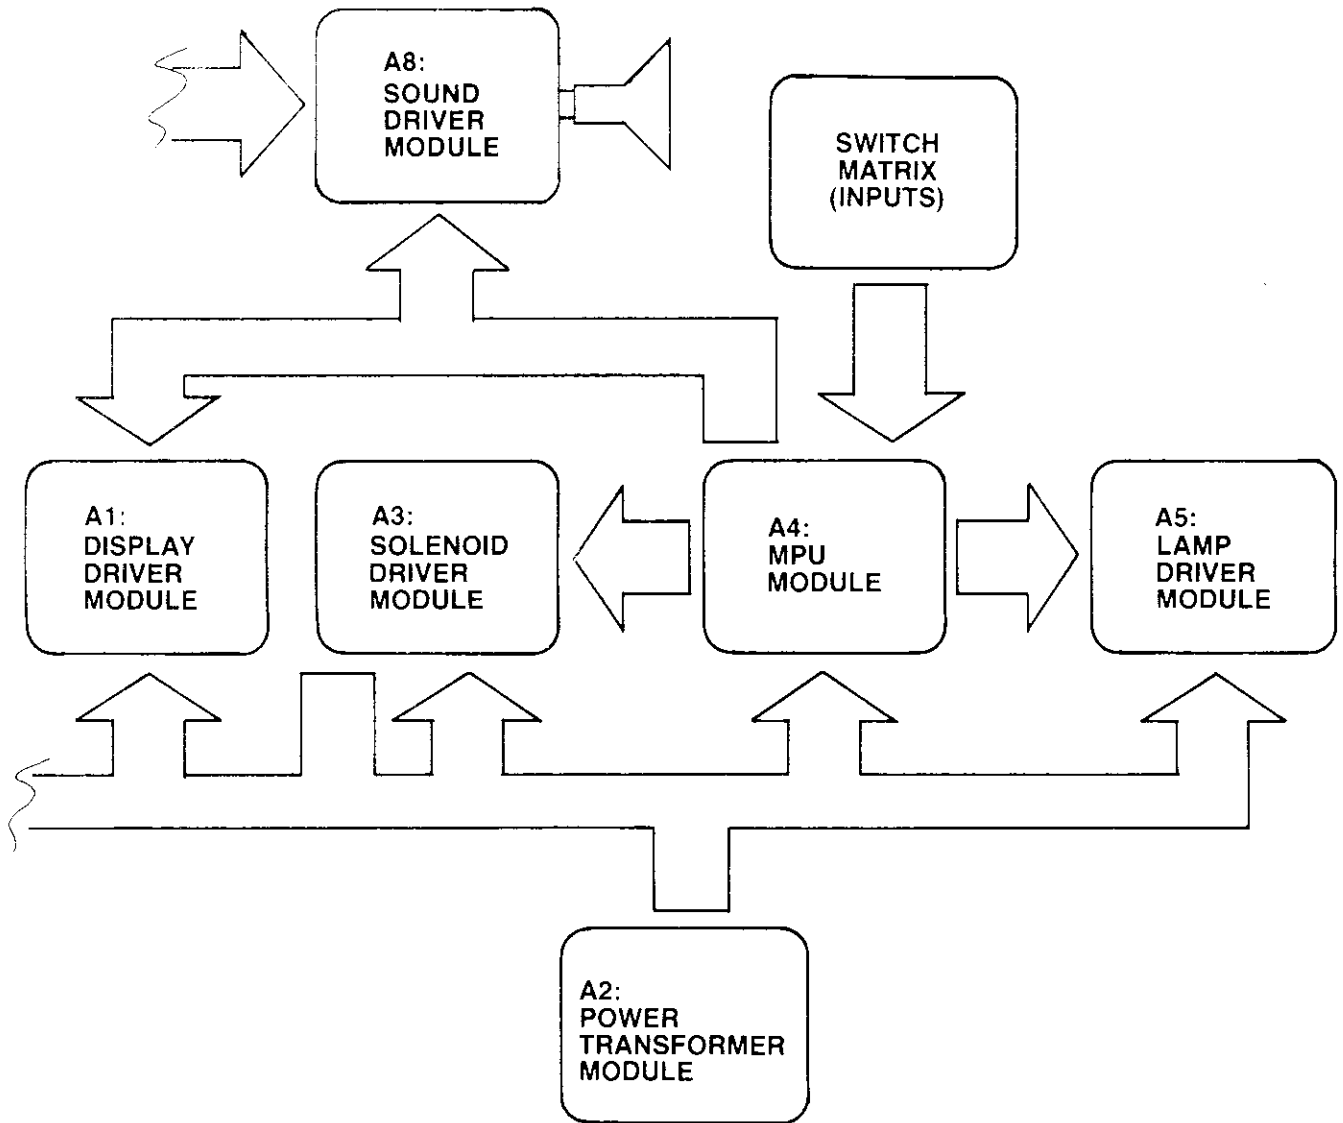 A8:
SOUND
DRIVER
MODULE
SWITCH
MATRIX
(INPUTS)
A1:
DISPLAY
DRIVER
MODULE
A3:
SOLENOID
DRIVER
MODULE
A4:
MPU
MODULE
A5:
LAMP
DRIVER
MODULE
A2:
POWER
TRANSFORMER
MODULE